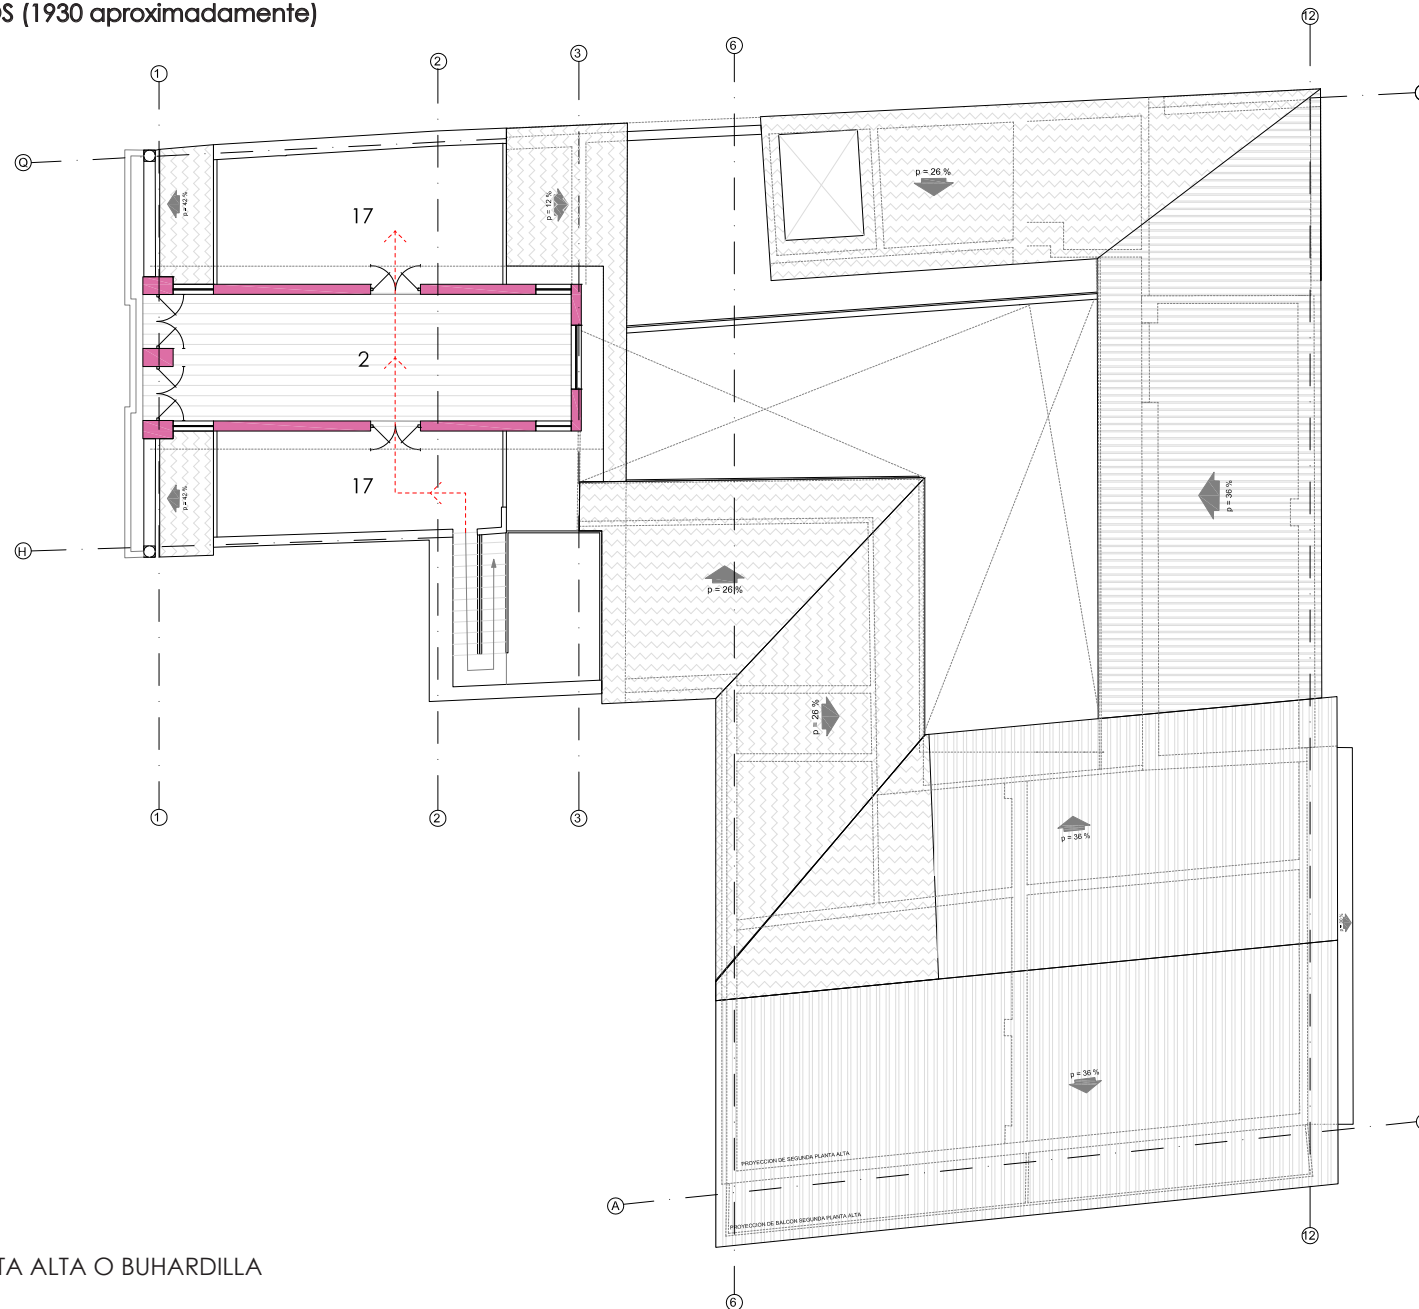 OS (1930 aproximadamente)
12
6
3
2
1
Q
p = 42 %
17
p = 12 %
p = 26 %
2
17
p = 42 %
p = 36 %
H
p = 26 %
p = 26 %
1
2
3
p = 36 %
p = 36 %
PROYECCION DE SEGUNDA PLANTA ALTA
A
PROYECCION DE BALCON SEGUNDA PLANTA ALTA
12
TA ALTA O BUHARDILLA
6